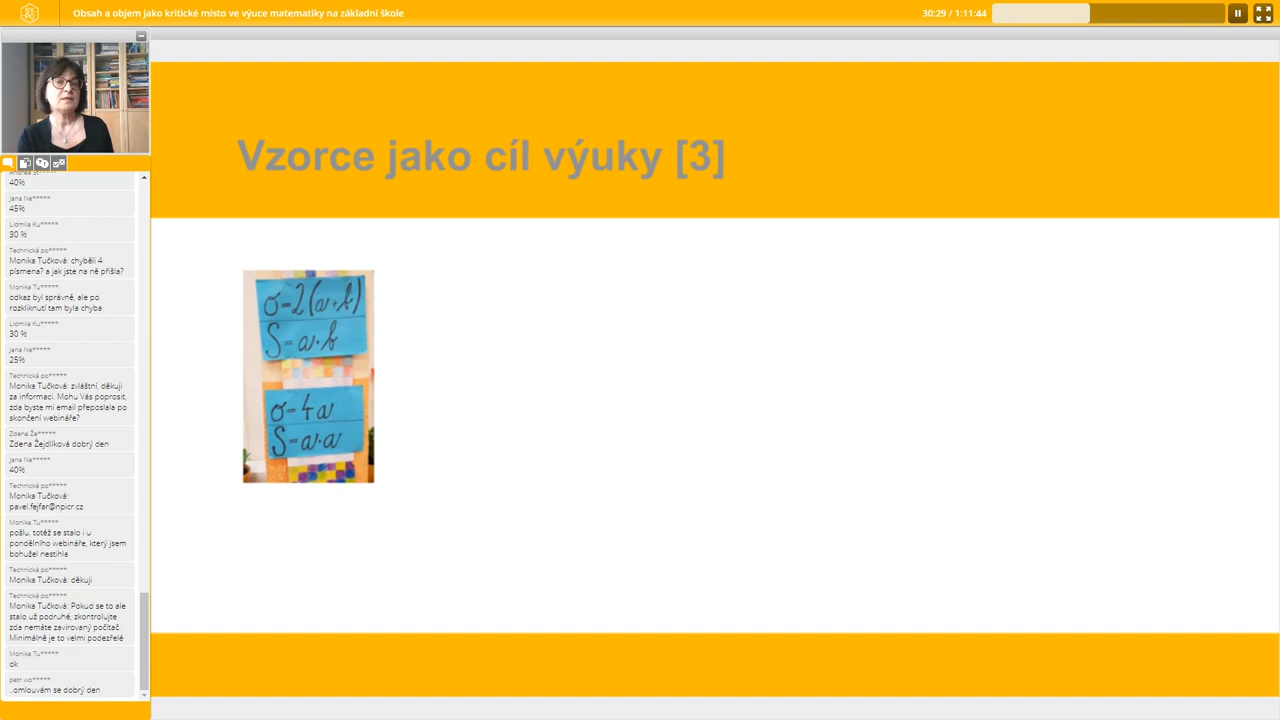 Obsah a objem jako kritické místo ve výuce matematiky na základní škole
30:29 / 1:11:44
Vzorce jako cíl výuky [3]
o=2(a+b)
S=a·b
o=4a
S=a·a
40%
Jana Ne*****
45%
Lidmila Ku*****
30 %
Technická po*****
Monika Tučková: chyběli 4
písmena? a jak jste na ně přišla?
Monika Tu*****
odkaz byl správně, ale po
rozkliknutí tam byla chyba
Lidmila Ku*****
30 %
Jana Ne*****
25%
Technická po*****
Monika Tučková: zvláštní, děkuji
za informaci. Mohu Vás poprosit,
zda byste mi email přeposlala po
skončení webináře?
Zdena Že*****
Zdena Žejdlíková dobrý den
Jana Ne*****
40%
Technická po*****
Monika Tučková:
pavel.fejfar@npicr.cz
Monika Tu*****
pošlu, totéž se stalo i u
pondělního webináře, který jsem
bohužel nestihla
Technická po*****
Monika Tučková: děkuji
Technická po*****
Monika Tučková: Pokud se to ale
stalo už podruhé, zkontrolujte
zda nemáte zavirovaný počítač.
Minimálně je to velmi podezřelé
Monika Tu*****
ok
petr wo*****
..omlouvám se dobrý den